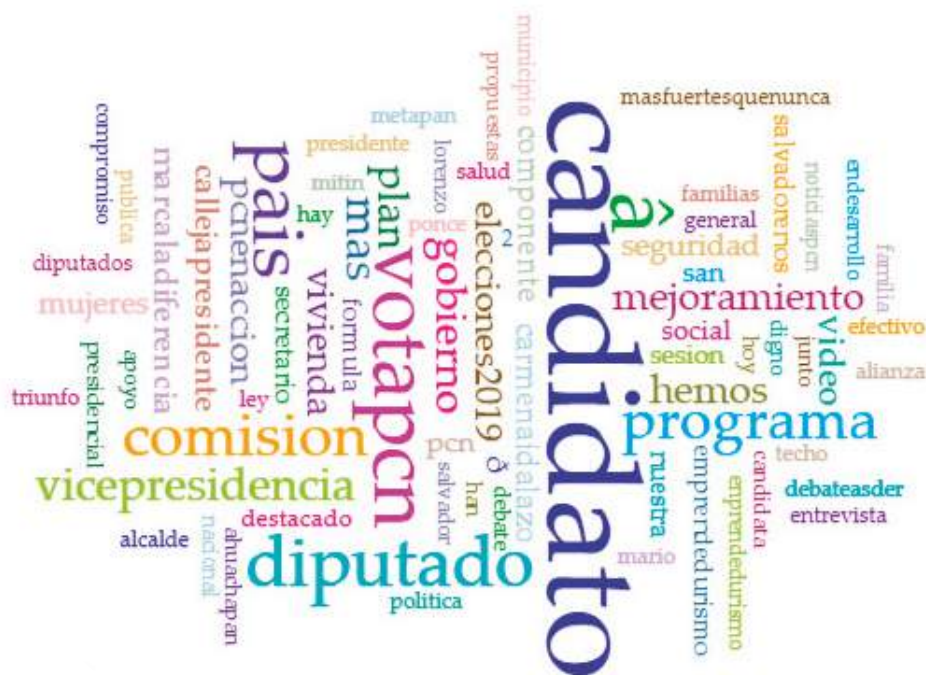 candidato
votapcn
pais
diputado
programa
comision
vicepresidencia
â
mas
plan
gobierno
mejoramiento
hemos
video
vivienda
elecciones2019
pcnenaccion
callejapresidente
marcaladiferencia
componente
carmenaidalazo
municipio
propuestas
metapan
presidente
mitin
lorenzo
salud
ponce
hay
2
secretario
formula
ley
compromiso
publica
diputados
mujeres
presidencial
apoyo
triunfo
alcalde
nacional
ahuachapan
destacado
politica
pcn
salvador
han
ð
debate
masfuertesquenunca
salvadorenos
noticiaspcn
endesarrollo
familia
familias
general
seguridad
san
social
sesion
hoy
digno
junto
efectivo
alianza
techo
candidata
debateasder
entrevista
nuestra
emprendedurismo
enprendedurismo
mario